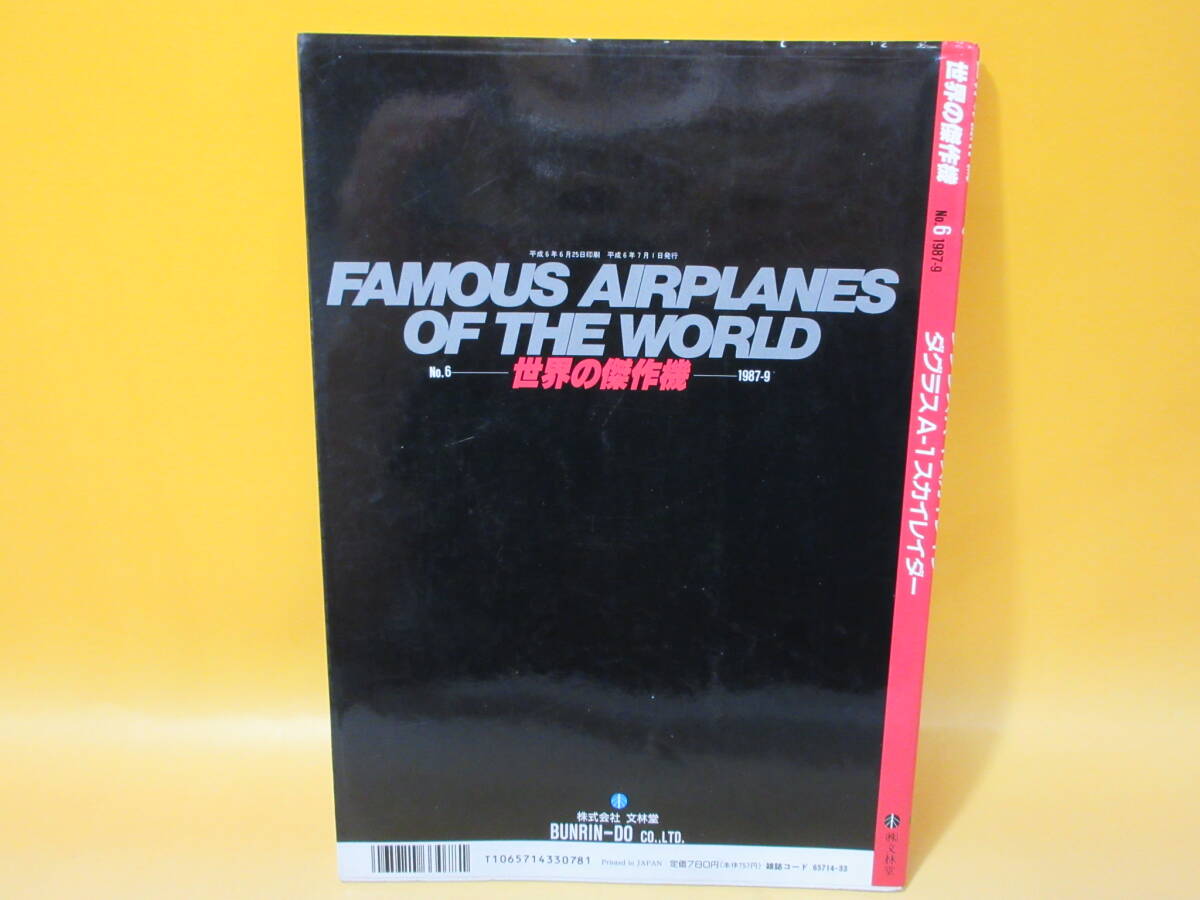 平成6年6月25日印刷 平成6年7月1日発行
FAMOUS AIRPLANES
OF THE WORLD
No.6 世界の傑作機 1987-9
株式会社 文林堂
BUNRIN-DO CO.,LTD.
T1065714330781 Printed in JAPAN 定価780円(本体757円) 雑誌コード 65714-33
世界の傑作機 No.6 1987-9 ダグラスA-1スカイレイダー ㈱文林堂